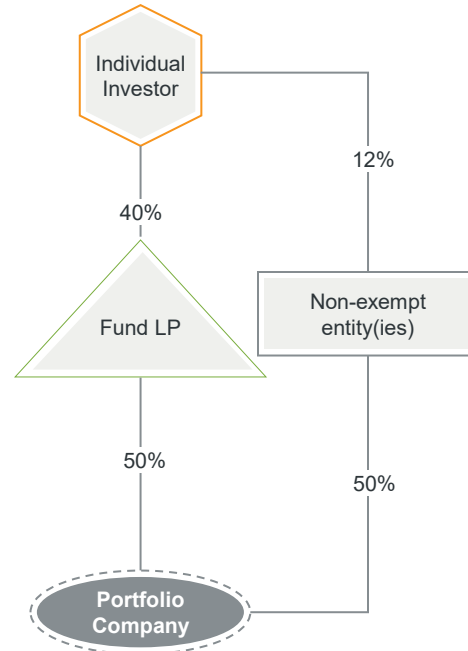 Individual
Investor
12%
40%
Non-exempt
entity(ies)
Fund LP
50%
50%
Portfolio
Company